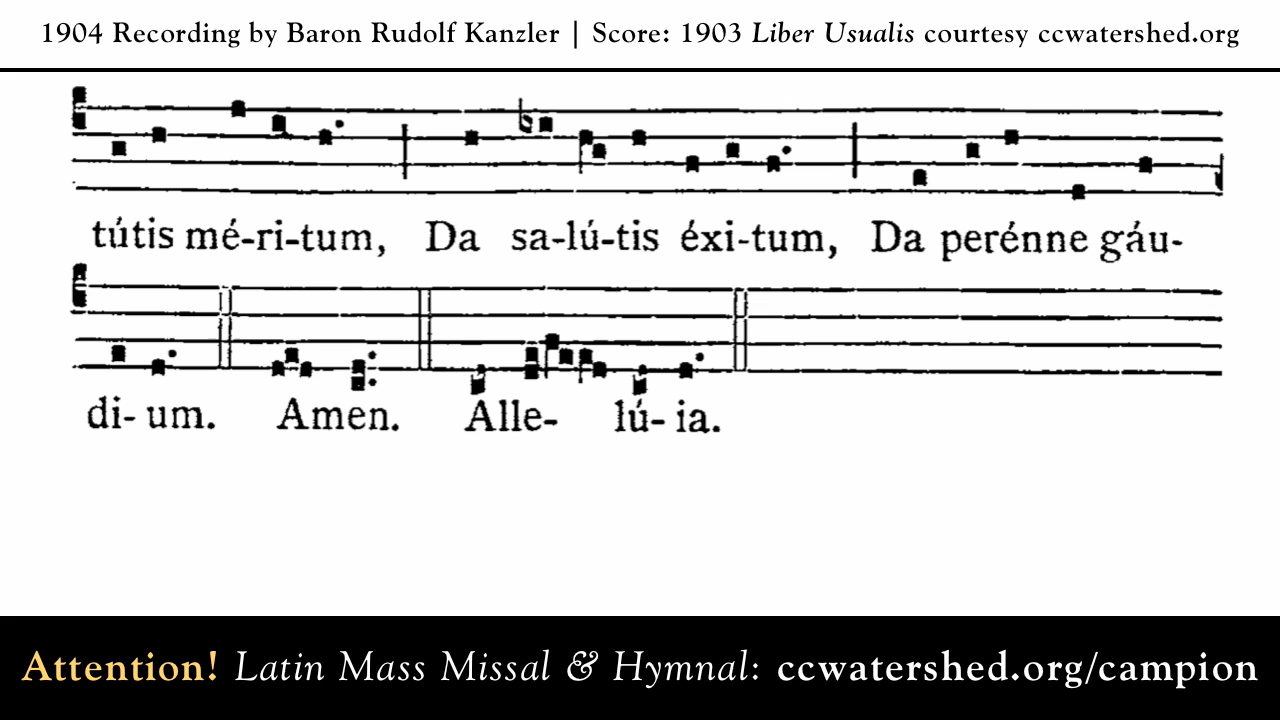 1904 Recording by Baron Rudolf Kanzler | Score: 1903 Liber Usualis courtesy ccwatershed.org
tútis mé-ri-tum, Da sa-lú-tis éxi-tum, Da perénne gáu-
di- um. Amen. Alle- lú- ia.
Attention! Latin Mass Missal & Hymnal: ccwatershed.org/campion